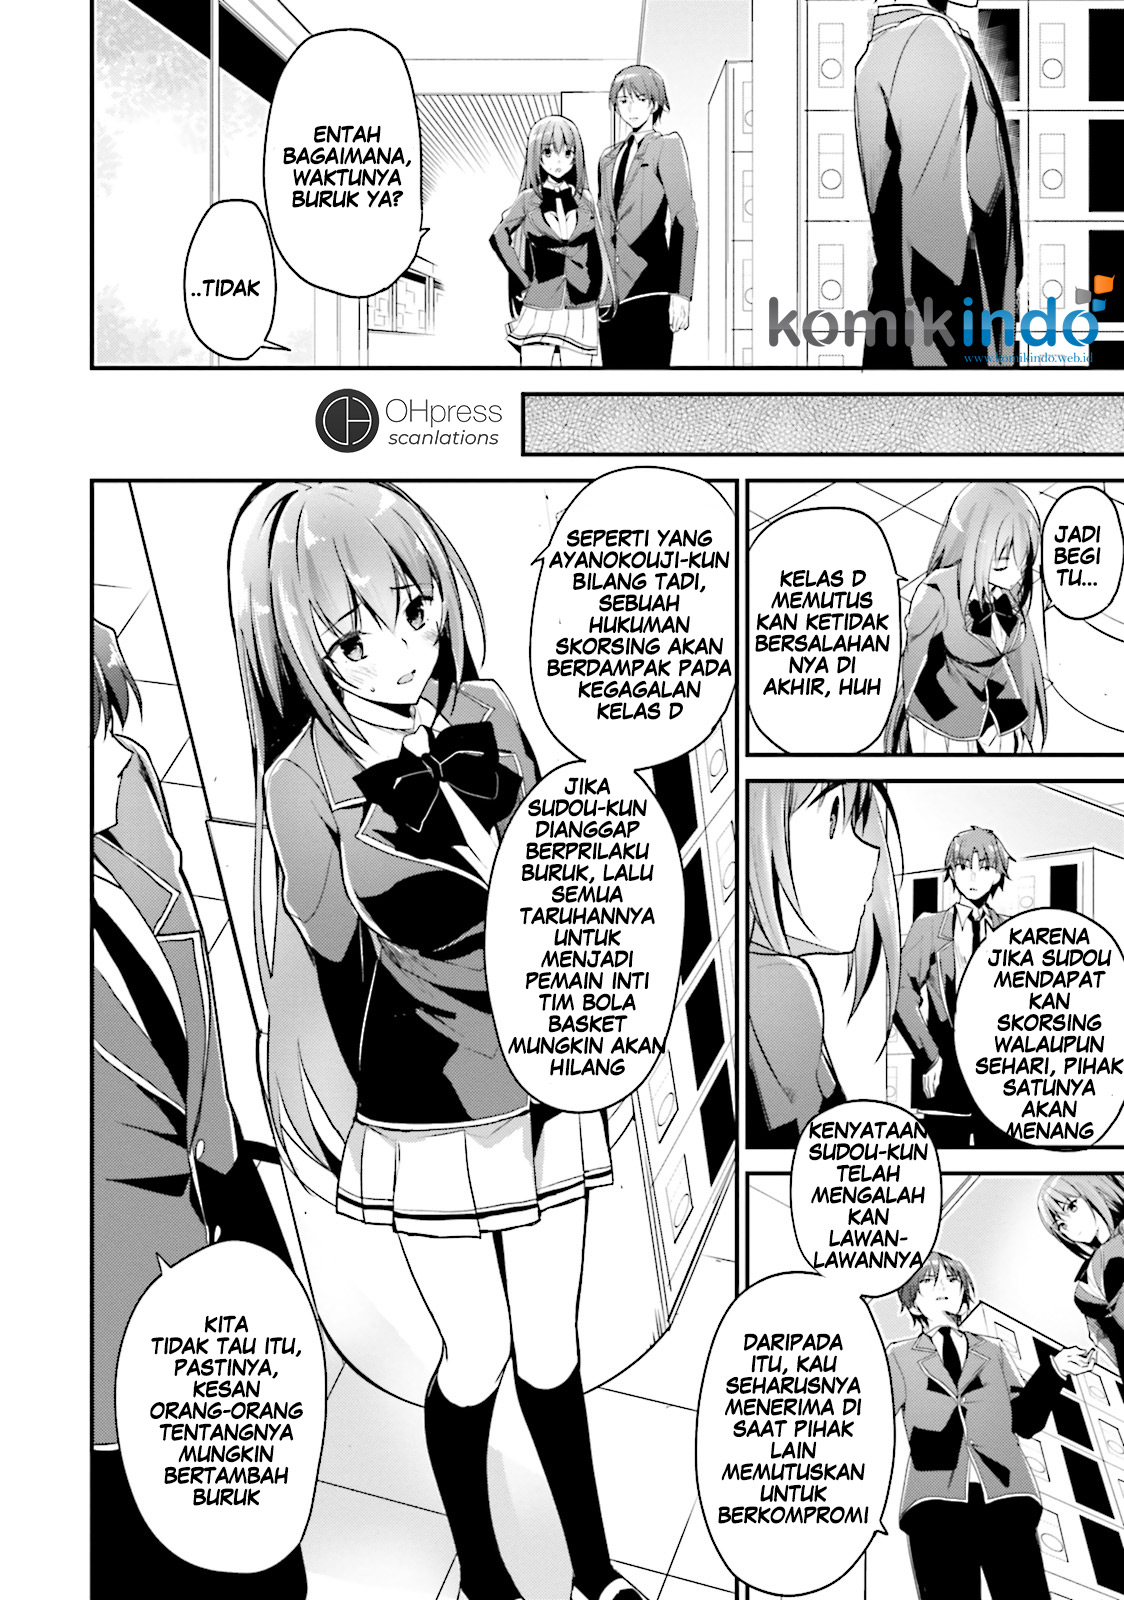 ENTAH
BAGAIMANA,
WAKTUNYA
BURUK YA?
..TIDAK
komikindo
www.komikindo.web.id
OHpress
scanlations
JADI
BEGI
TU...
KELAS D
MEMUTUS
KAN KETIDAK
BERSALAHAN
NYA DI
AKHIR, HUH
KARENA
JIKA SUDOU
MENDAPAT
KAN
SKORSING
WALAUPUN
SEHARI, PIHAK
SATUNYA
AKAN
MENANG
KENYATAAN
SUDOU-KUN
TELAH
MENGALAH
KAN
LAWAN-
LAWANNYA
DARIPADA
ITU, KAU
SEHARUSNYA
MENERIMA DI
SAAT PIHAK
LAIN
MEMUTUSKAN
UNTUK
BERKOMPROMI
SEPERTI YANG
AYANOKOUJI-KUN
BILANG TADI,
SEBUAH
HUKUMAN
SKORSING AKAN
BERDAMPAK PADA
KEGAGALAN
KELAS D
JIKA
SUDOU-KUN
DIANGGAP
BERPRILAKU
BURUK, LALU
SEMUA
TARUHANNYA
UNTUK
MENJADI
PEMAIN INTI
TIM BOLA
BASKET
MUNGKIN AKAN
HILANG
KITA
TIDAK TAU ITU,
PASTINYA,
KESAN
ORANG-ORANG
TENTANGNYA
MUNGKIN
BERTAMBAH
BURUK